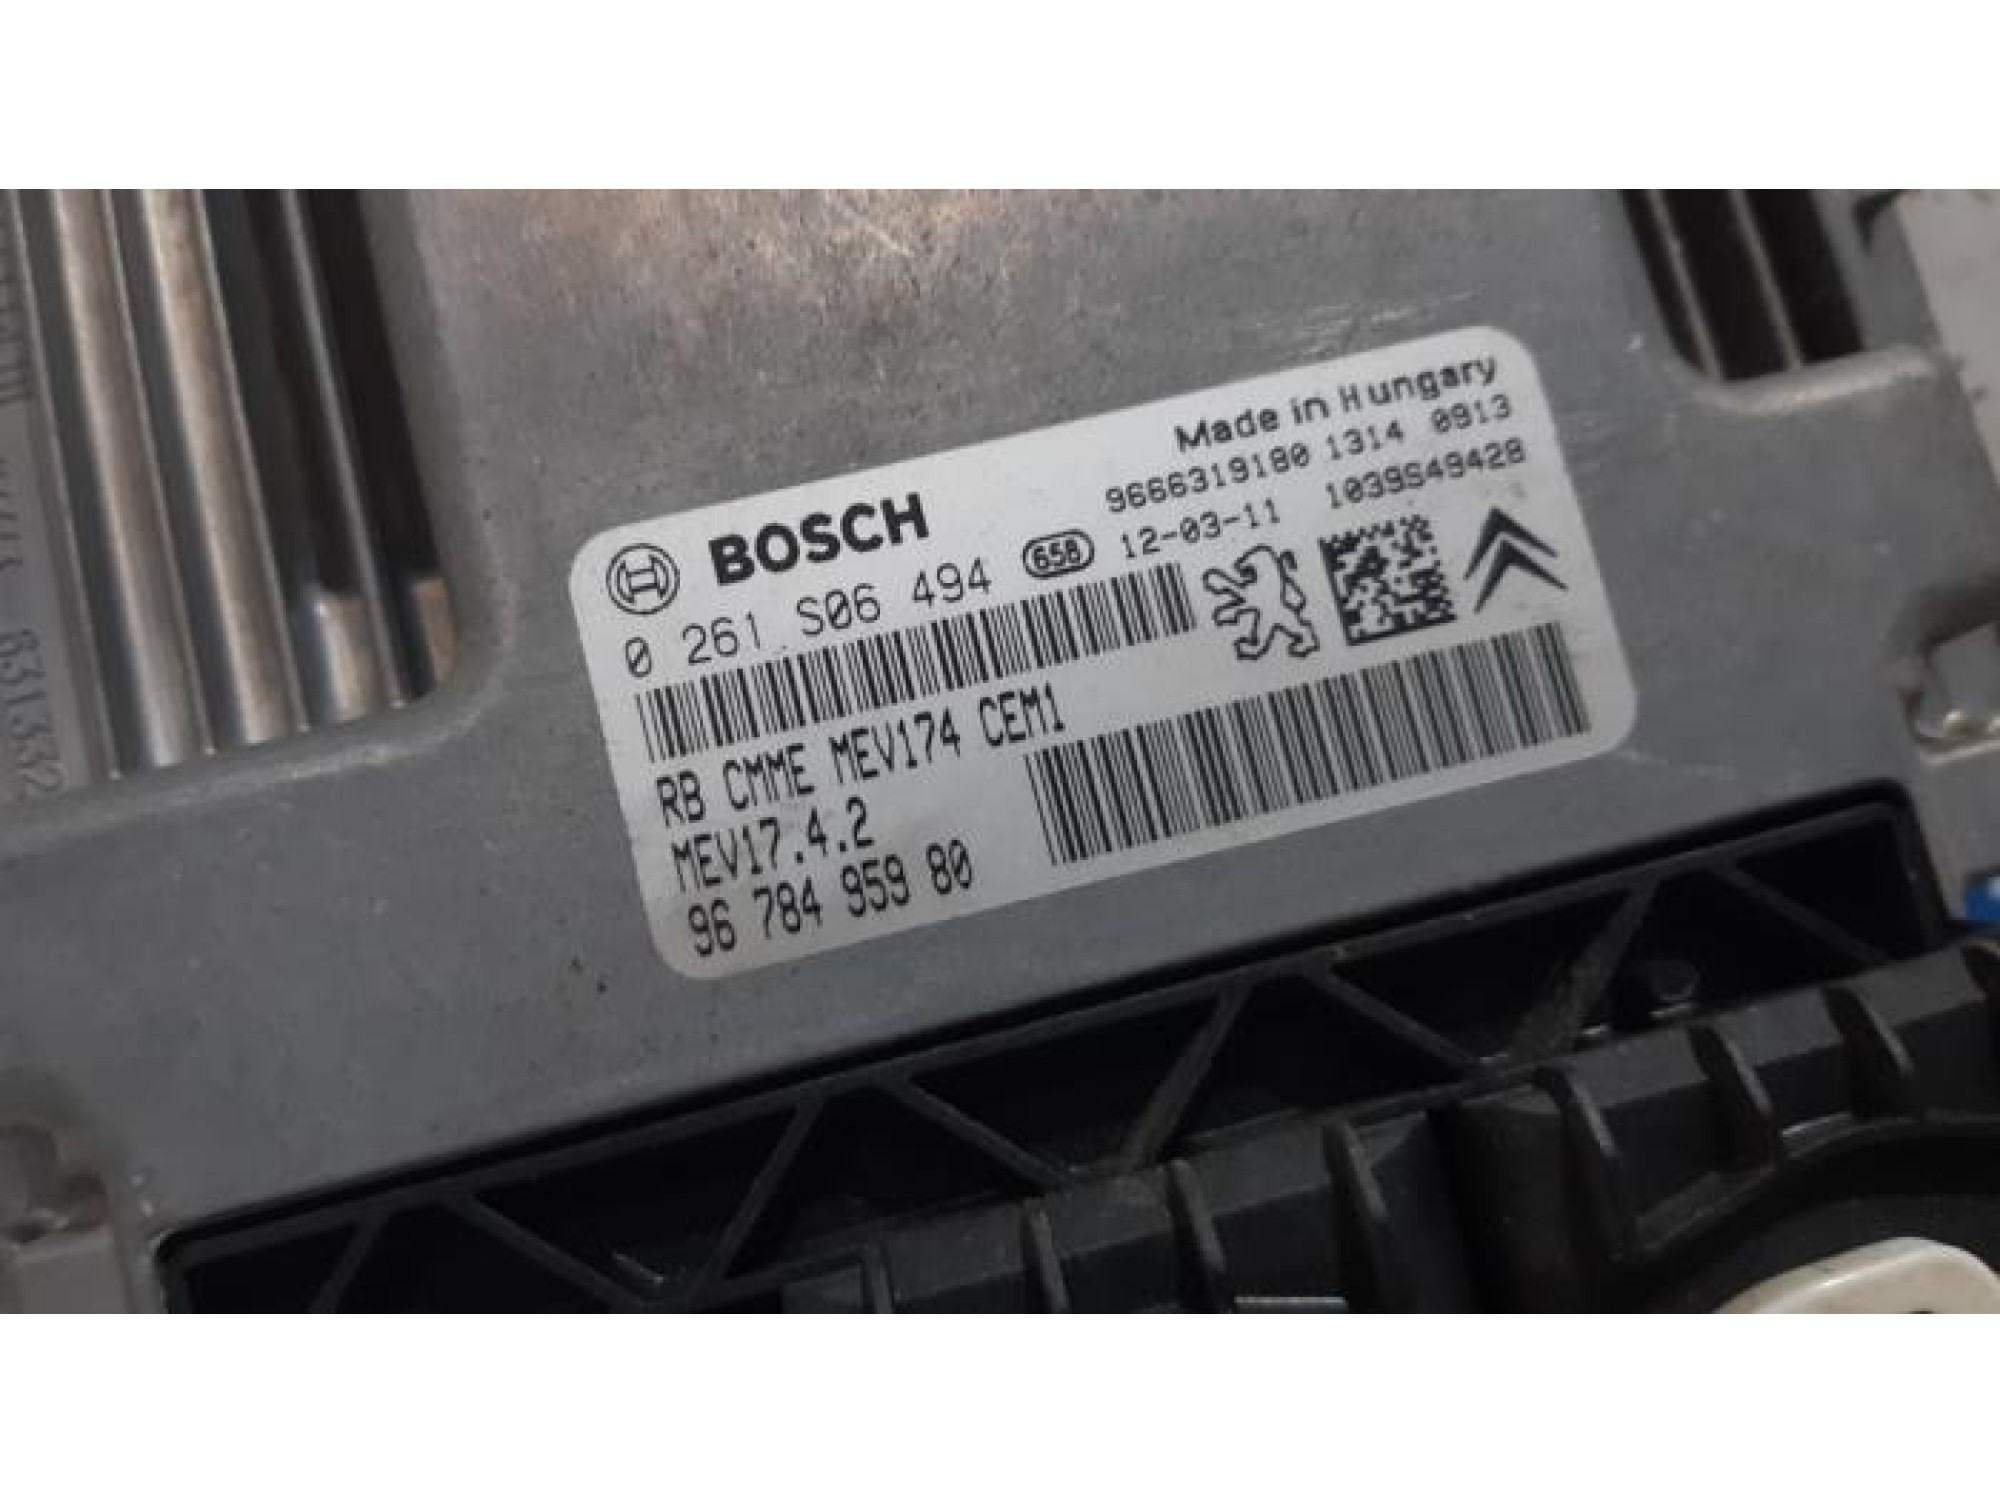 Made in Hungary
9666319180 1314 0913
BOSCH 658 12-03-11 1039S49428
0 261 S06 494
RB CMME MEV174 CEM1
MEV17.4.2
96 784 959 80